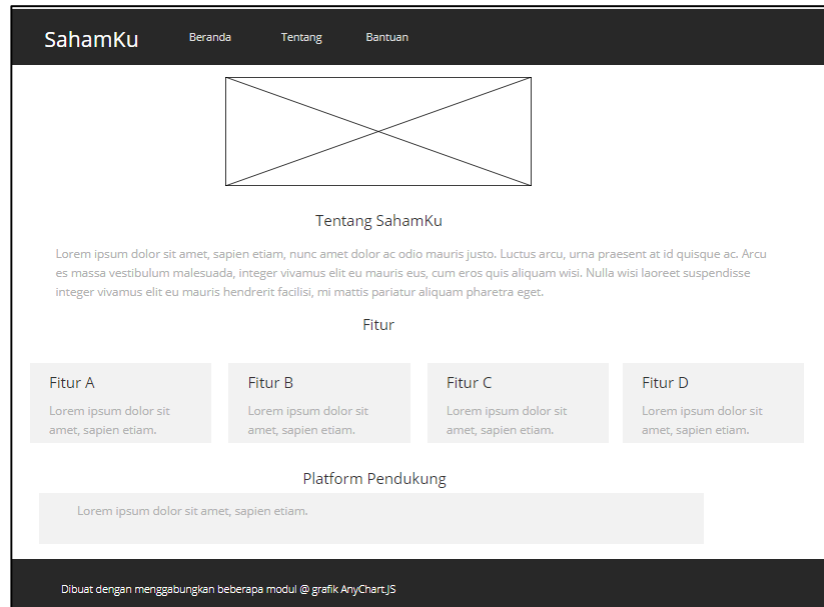 SahamKu Beranda Tentang Bantuan
Tentang SahamKu
Lorem ipsum dolor sit amet, sapien etiam, nunc amet dolor ac odio mauris justo. Luctus arcu, urna praesent at id quisque ac. Arcu
es massa vestibulum malesuada, integer vivamus elit eu mauris eus, cum eros quis aliquam wisi. Nulla wisi laoreet suspendisse
integer vivamus elit eu mauris hendrerit facilisi, mi mattis pariatur aliquam pharetra eget.
Fitur
Fitur A
Lorem ipsum dolor sit
amet, sapien etiam.
Fitur B
Lorem ipsum dolor sit
amet, sapien etiam.
Fitur C
Lorem ipsum dolor sit
amet, sapien etiam.
Fitur D
Lorem ipsum dolor sit
amet, sapien etiam.
Platform Pendukung
Lorem ipsum dolor sit amet, sapien etiam.
Dibuat dengan menggabungkan beberapa modul @ grafik AnyChart.JS